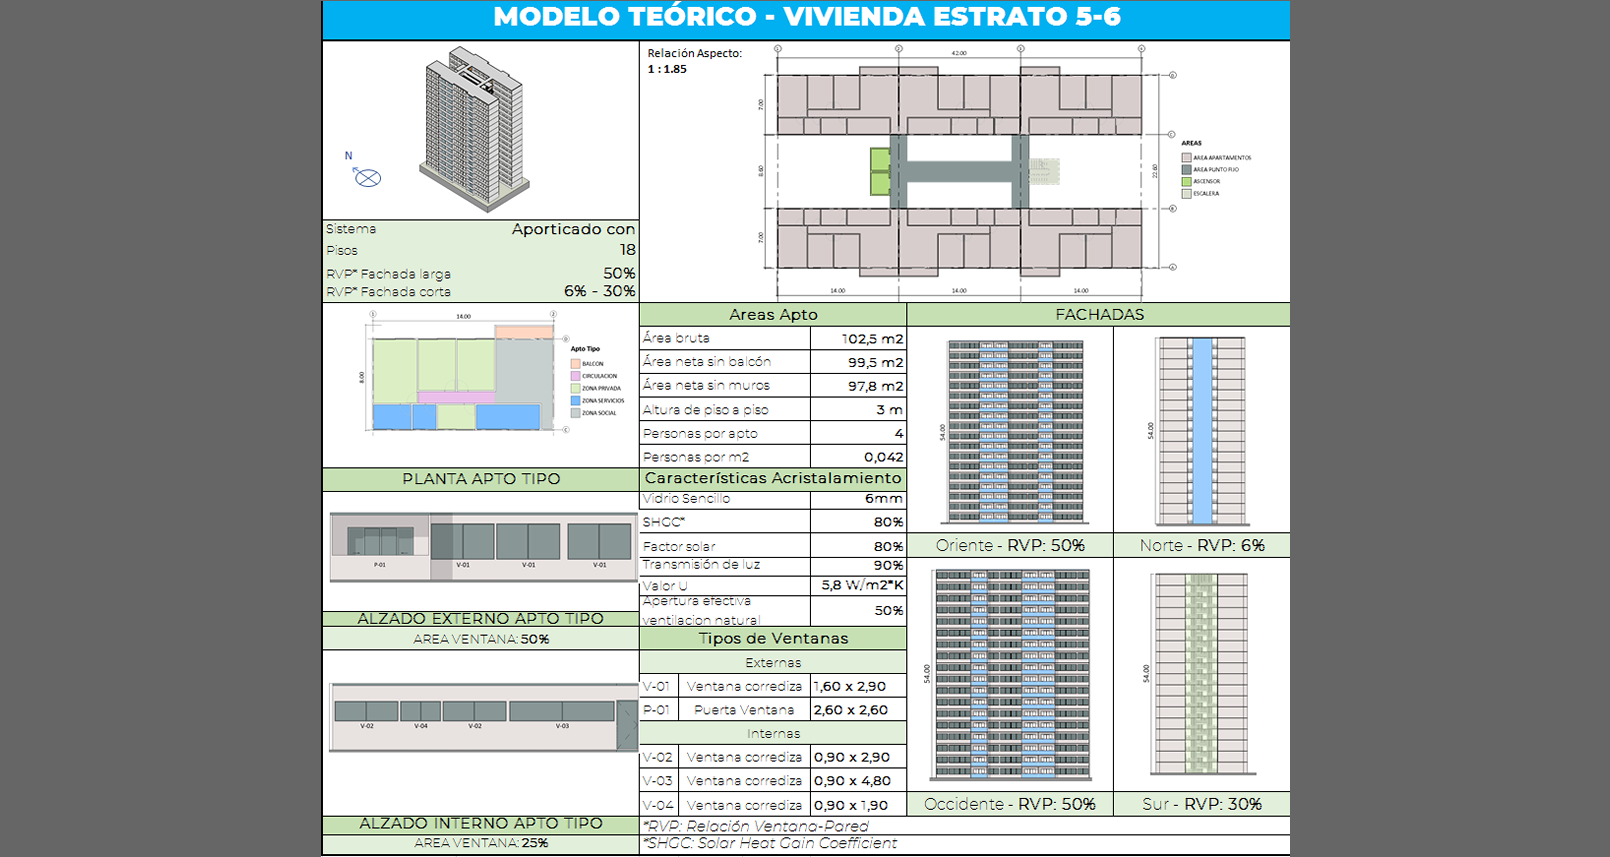 MODELO TEÓRICO - VIVIENDA ESTRATO 5-6
N
Sistema Aporticado con
Pisos 18
RVP* Fachada larga 50%
RVP* Fachada corta 6% - 30%
Relación Aspecto:
1 : 1.85
42.00
7.00
8.60
7.00
22.60
14.00 14.00 14.00
AREAS
AREA APARTAMENTOS
AREA PUNTO FIJO
ASCENSOR
ESCALERA
14.00
8.00
Apto Tipo
BALCON
CIRCULACION
ZONA PRIVADA
ZONA SERVICIOS
ZONA SOCIAL
PLANTA APTO TIPO
P-01 V-01 V-01 V-01
ALZADO EXTERNO APTO TIPO
AREA VENTANA: 50%
V-02 V-04 V-02 V-03
ALZADO INTERNO APTO TIPO
AREA VENTANA: 25%
Areas Apto
Área bruta 102,5 m2
Área neta sin balcón 99,5 m2
Área neta sin muros 97,8 m2
Altura de piso a piso 3 m
Personas por apto 4
Personas por m2 0,042
Características Acristalamiento
Vidrio Sencillo 6mm
SHGC* 80%
Factor solar 80%
Transmisión de luz 90%
Valor U 5,8 W/m2*K
Apertura efectiva
ventilacion natural 50%
Tipos de Ventanas
Externas
V-01 Ventana corrediza 1,60 x 2,90
P-01 Puerta Ventana 2,60 x 2,60
Internas
V-02 Ventana corrediza 0,90 x 2,90
V-03 Ventana corrediza 0,90 x 4,80
V-04 Ventana corrediza 0,90 x 1,90
*RVP: Relación Ventana-Pared
*SHGC: Solar Heat Gain Coefficient
FACHADAS
54.00
54.00
Oriente - RVP: 50%
Norte - RVP: 6%
54.00
54.00
Occidente - RVP: 50%
Sur - RVP: 30%